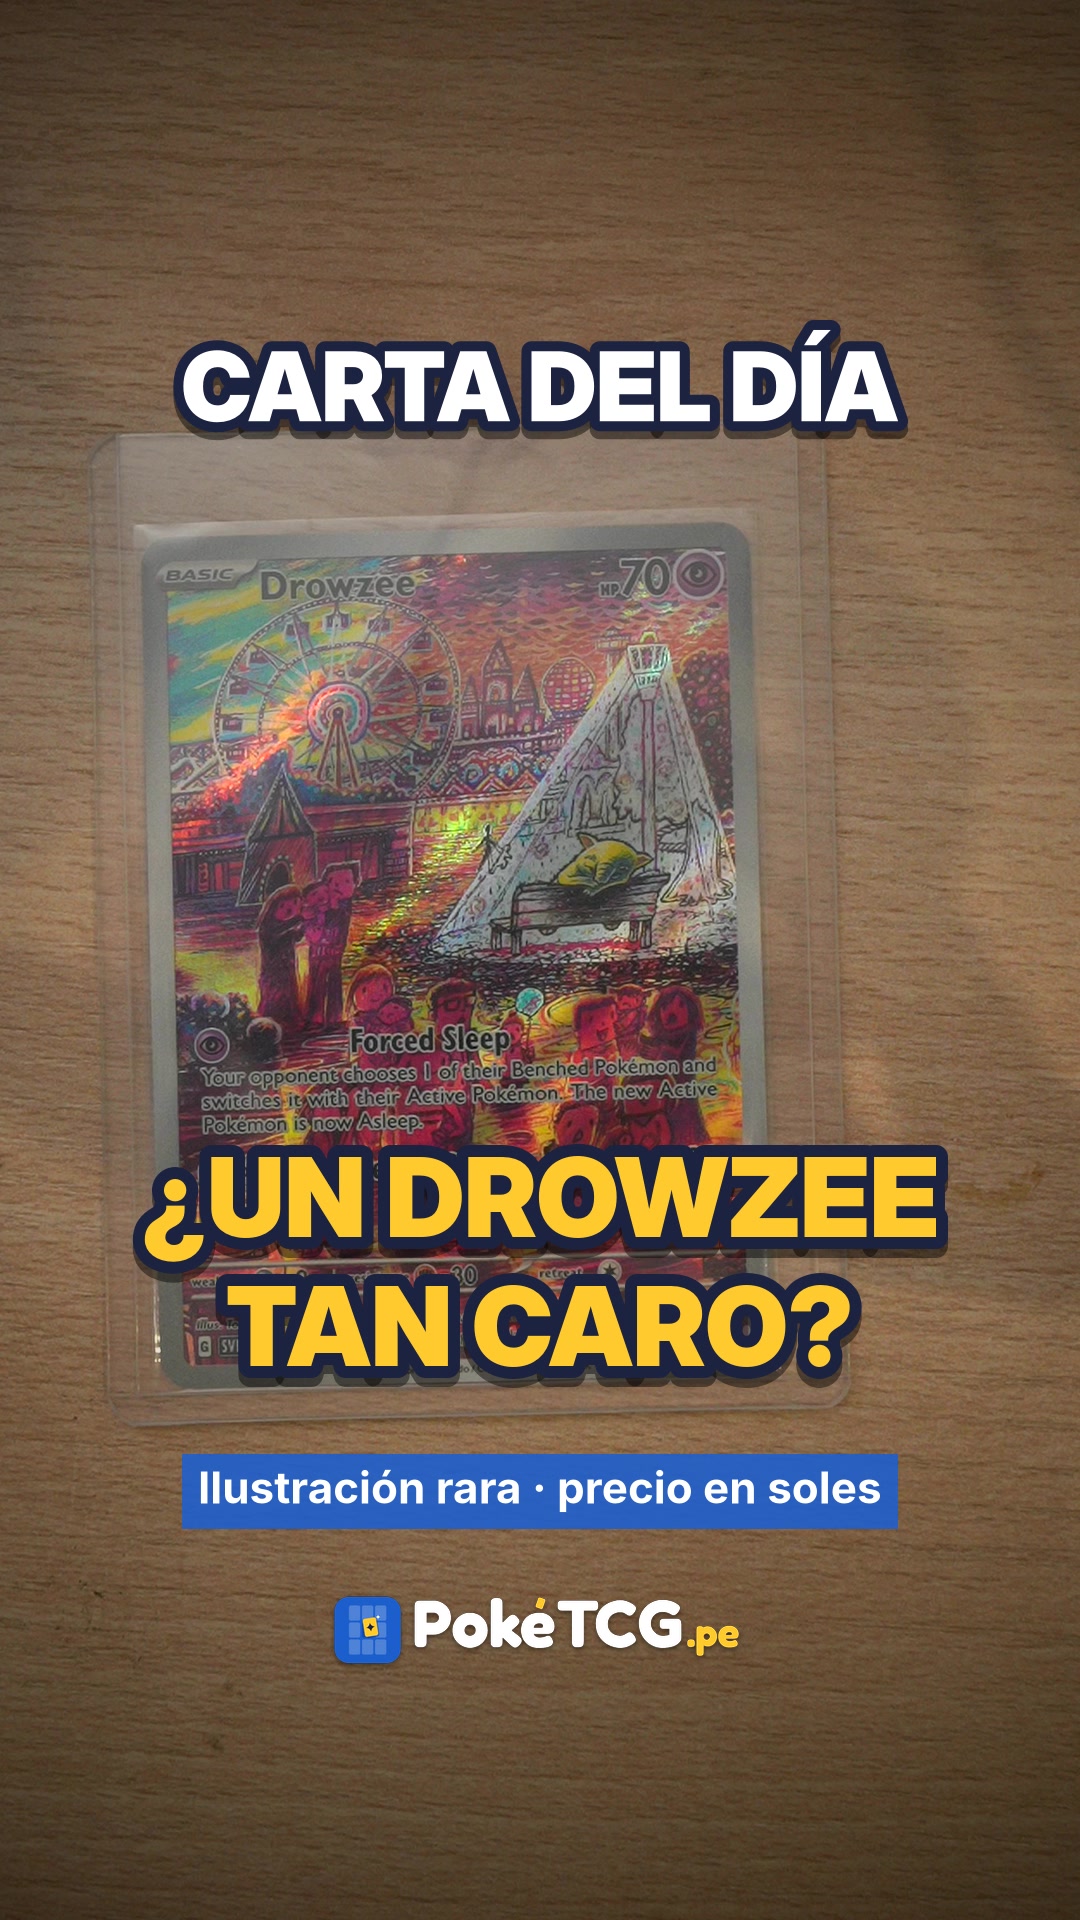 CARTA DEL DÍA
BASIC
Drowzee
HP 70
Forced Sleep
Your opponent chooses 1 of their Benched Pokémon and
switches it with their Active Pokémon. The new Active
Pokémon is now Asleep.
¿UN DROWZEE
30
TAN CARO?
G
Ilustración rara · precio en soles
PokéTCG.pe